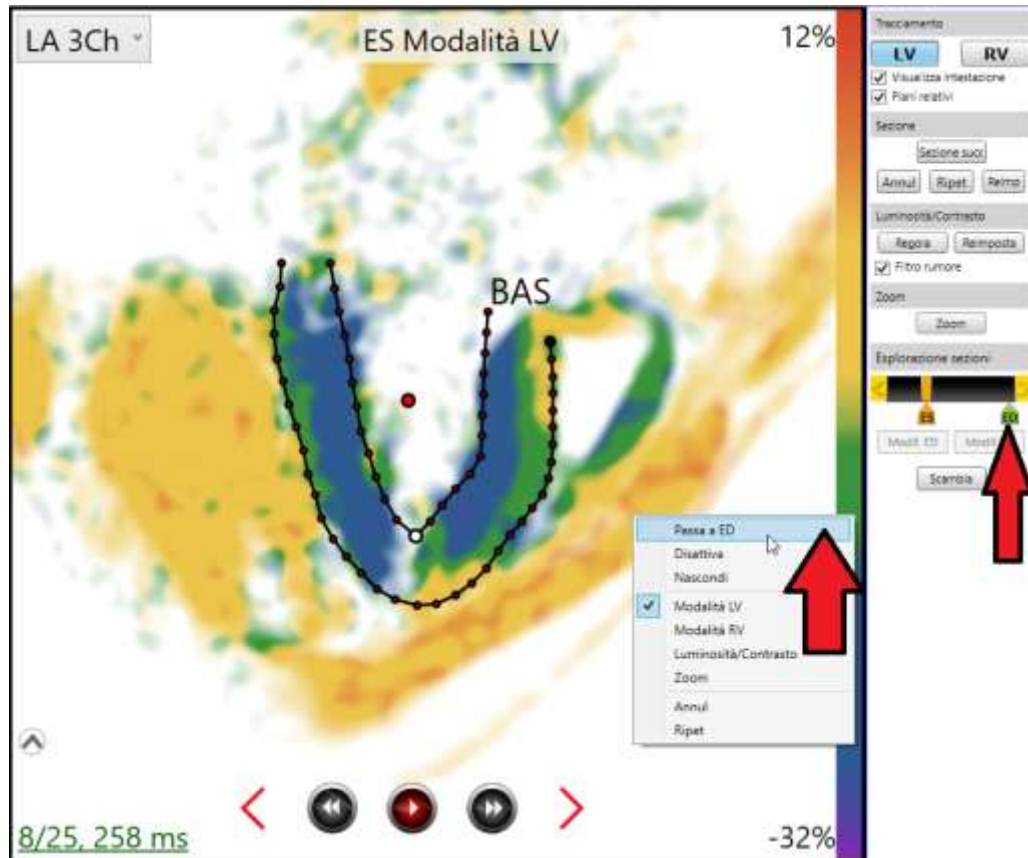 LA 3Ch
ES Modalità LV
12%
BAS
Passa a ED
Disattiva
Nascondi
Modalità LV
Modalità RV
Luminosità/Contrasto
Zoom
Annul
Ripet
8/25, 258 ms
-32%
Tracciamento
LV RV
Visualizza intestazione
Piani relativi
Sezione
Sezione succ
Annul Ripet Reimp
Luminosità/Contrasto
Regola Reimposta
Filtro rumore
Zoom
Zoom
Esplorazione sezioni
ES ED
Modif. ED
Scambia